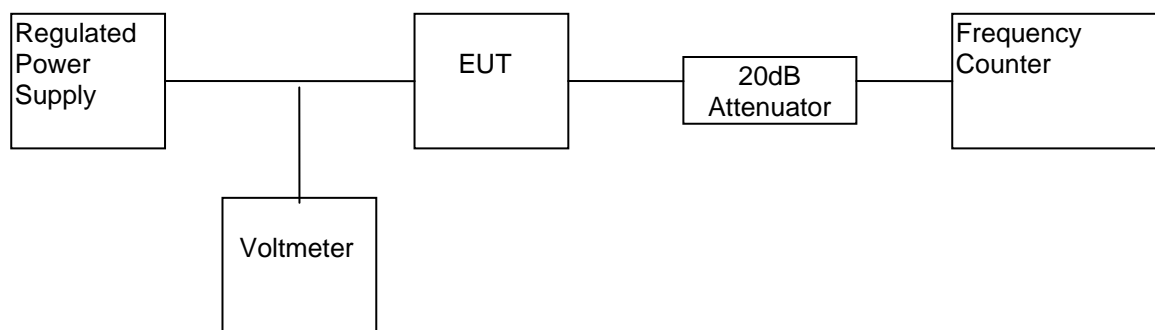 Regulated
Power
Supply
EUT
20dB
Attenuator
Frequency
Counter
Voltmeter